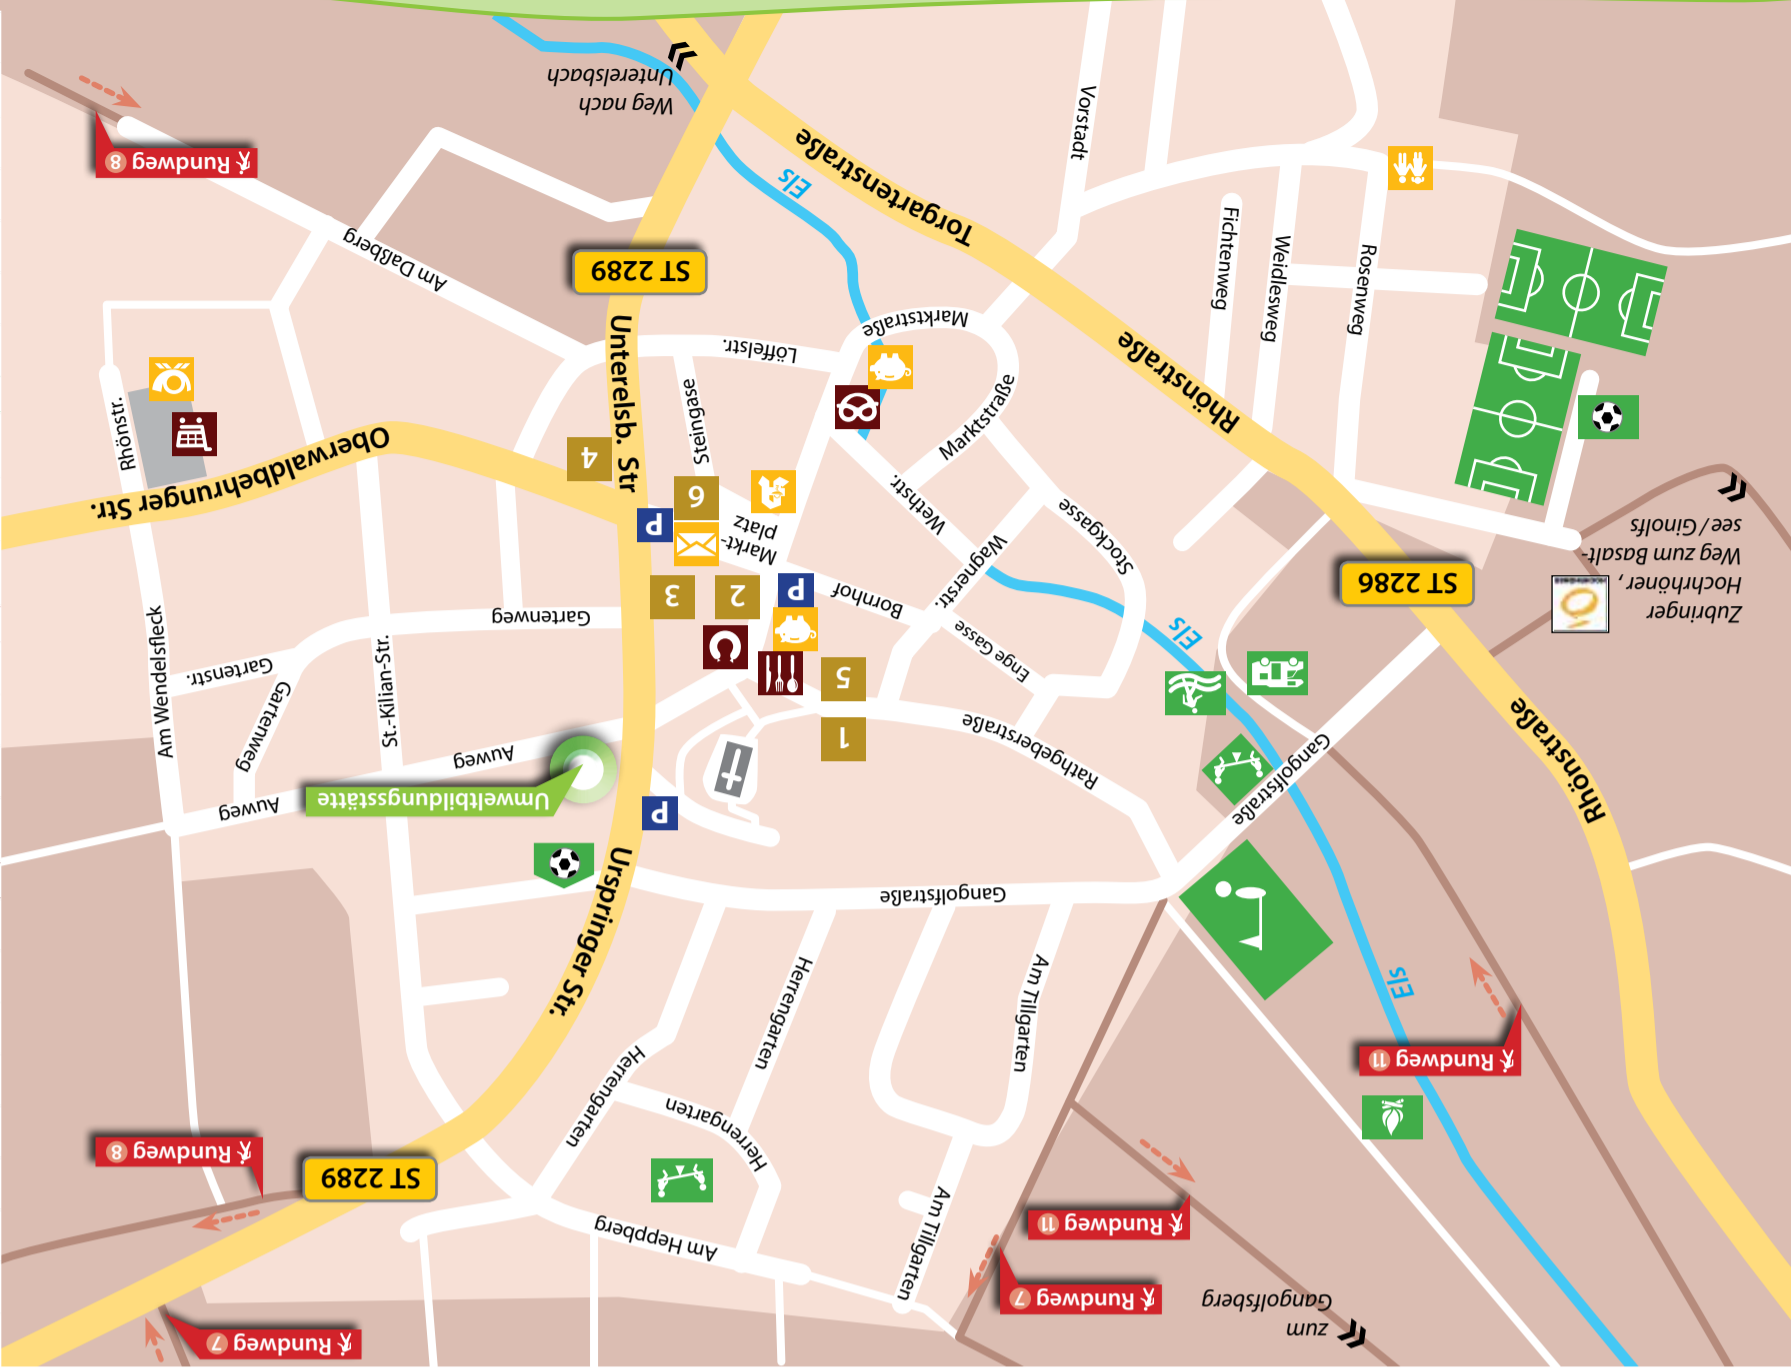 Rundweg 7
zum
Gangolfsberg
Rundweg 7
Rundweg 11
Am Heppberg
Am Tillgarten
ST 2289
Rundweg 8
Herrengarten
Herrengarten
Herrengarten
Am Tillgarten
Rundweg 11
Els
Urspringer Str.
Gangolfstraße
Gangolfstraße
P
Umweltbildungsstätte
Auweg
Auweg
Rhönstraße
Rathgeberstraße
1
5
Am Wendelsfleck
St.-Kilian-Str.
Gartenweg
Gartenstr.
Gartenweg
Enge Gasse
Els
Zubringer
Hochrhöner,
Weg zum Basalt-
see/Ginolfs
ST 2286
Bornhof
P
2
3
Wagnerstr.
Stockgasse
Markt-
platz
P
6
4
Wethstr.
Oberwaldbehrunger Str.
Rhönstr.
Steingasse
Unterelsb. Str
Marktstraße
Marktstraße
Löffelstr.
Rhönstraße
Rosenweg
Weidlesweg
Fichtenweg
ST 2289
Am Daßberg
Torgartenstraße
Els
Vorstadt
Rundweg 8
Weg nach
Unterelsbach